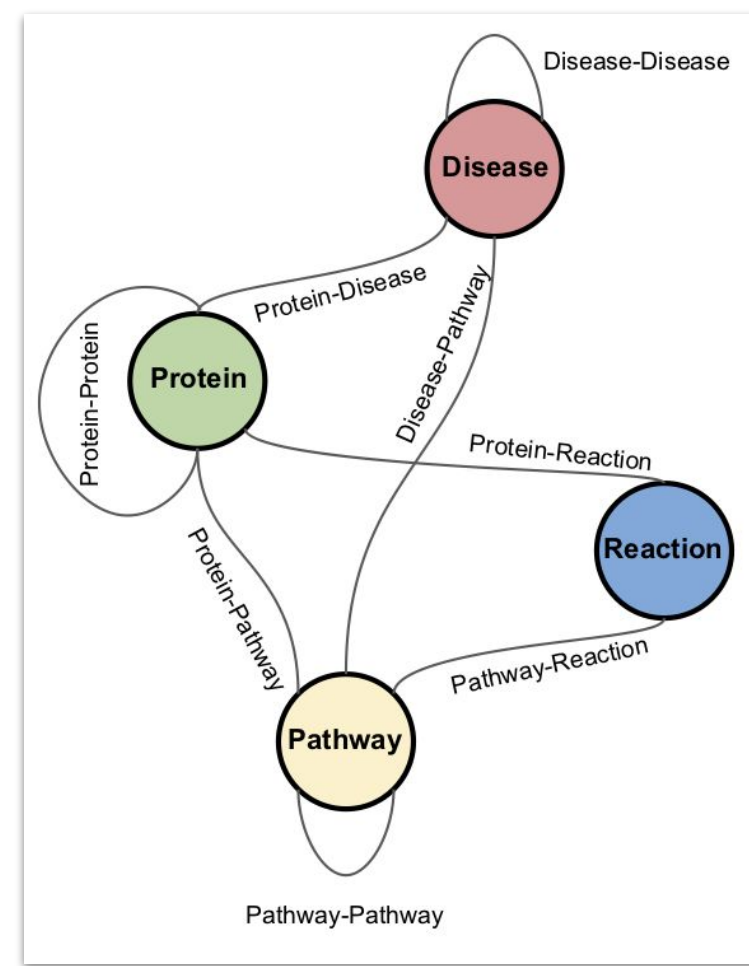 Disease-Disease
Disease
Protein-Disease
Disease-Pathway
Protein-Protein
Protein
Protein-Reaction
Reaction
Protein-Pathway
Pathway-Reaction
Pathway
Pathway-Pathway